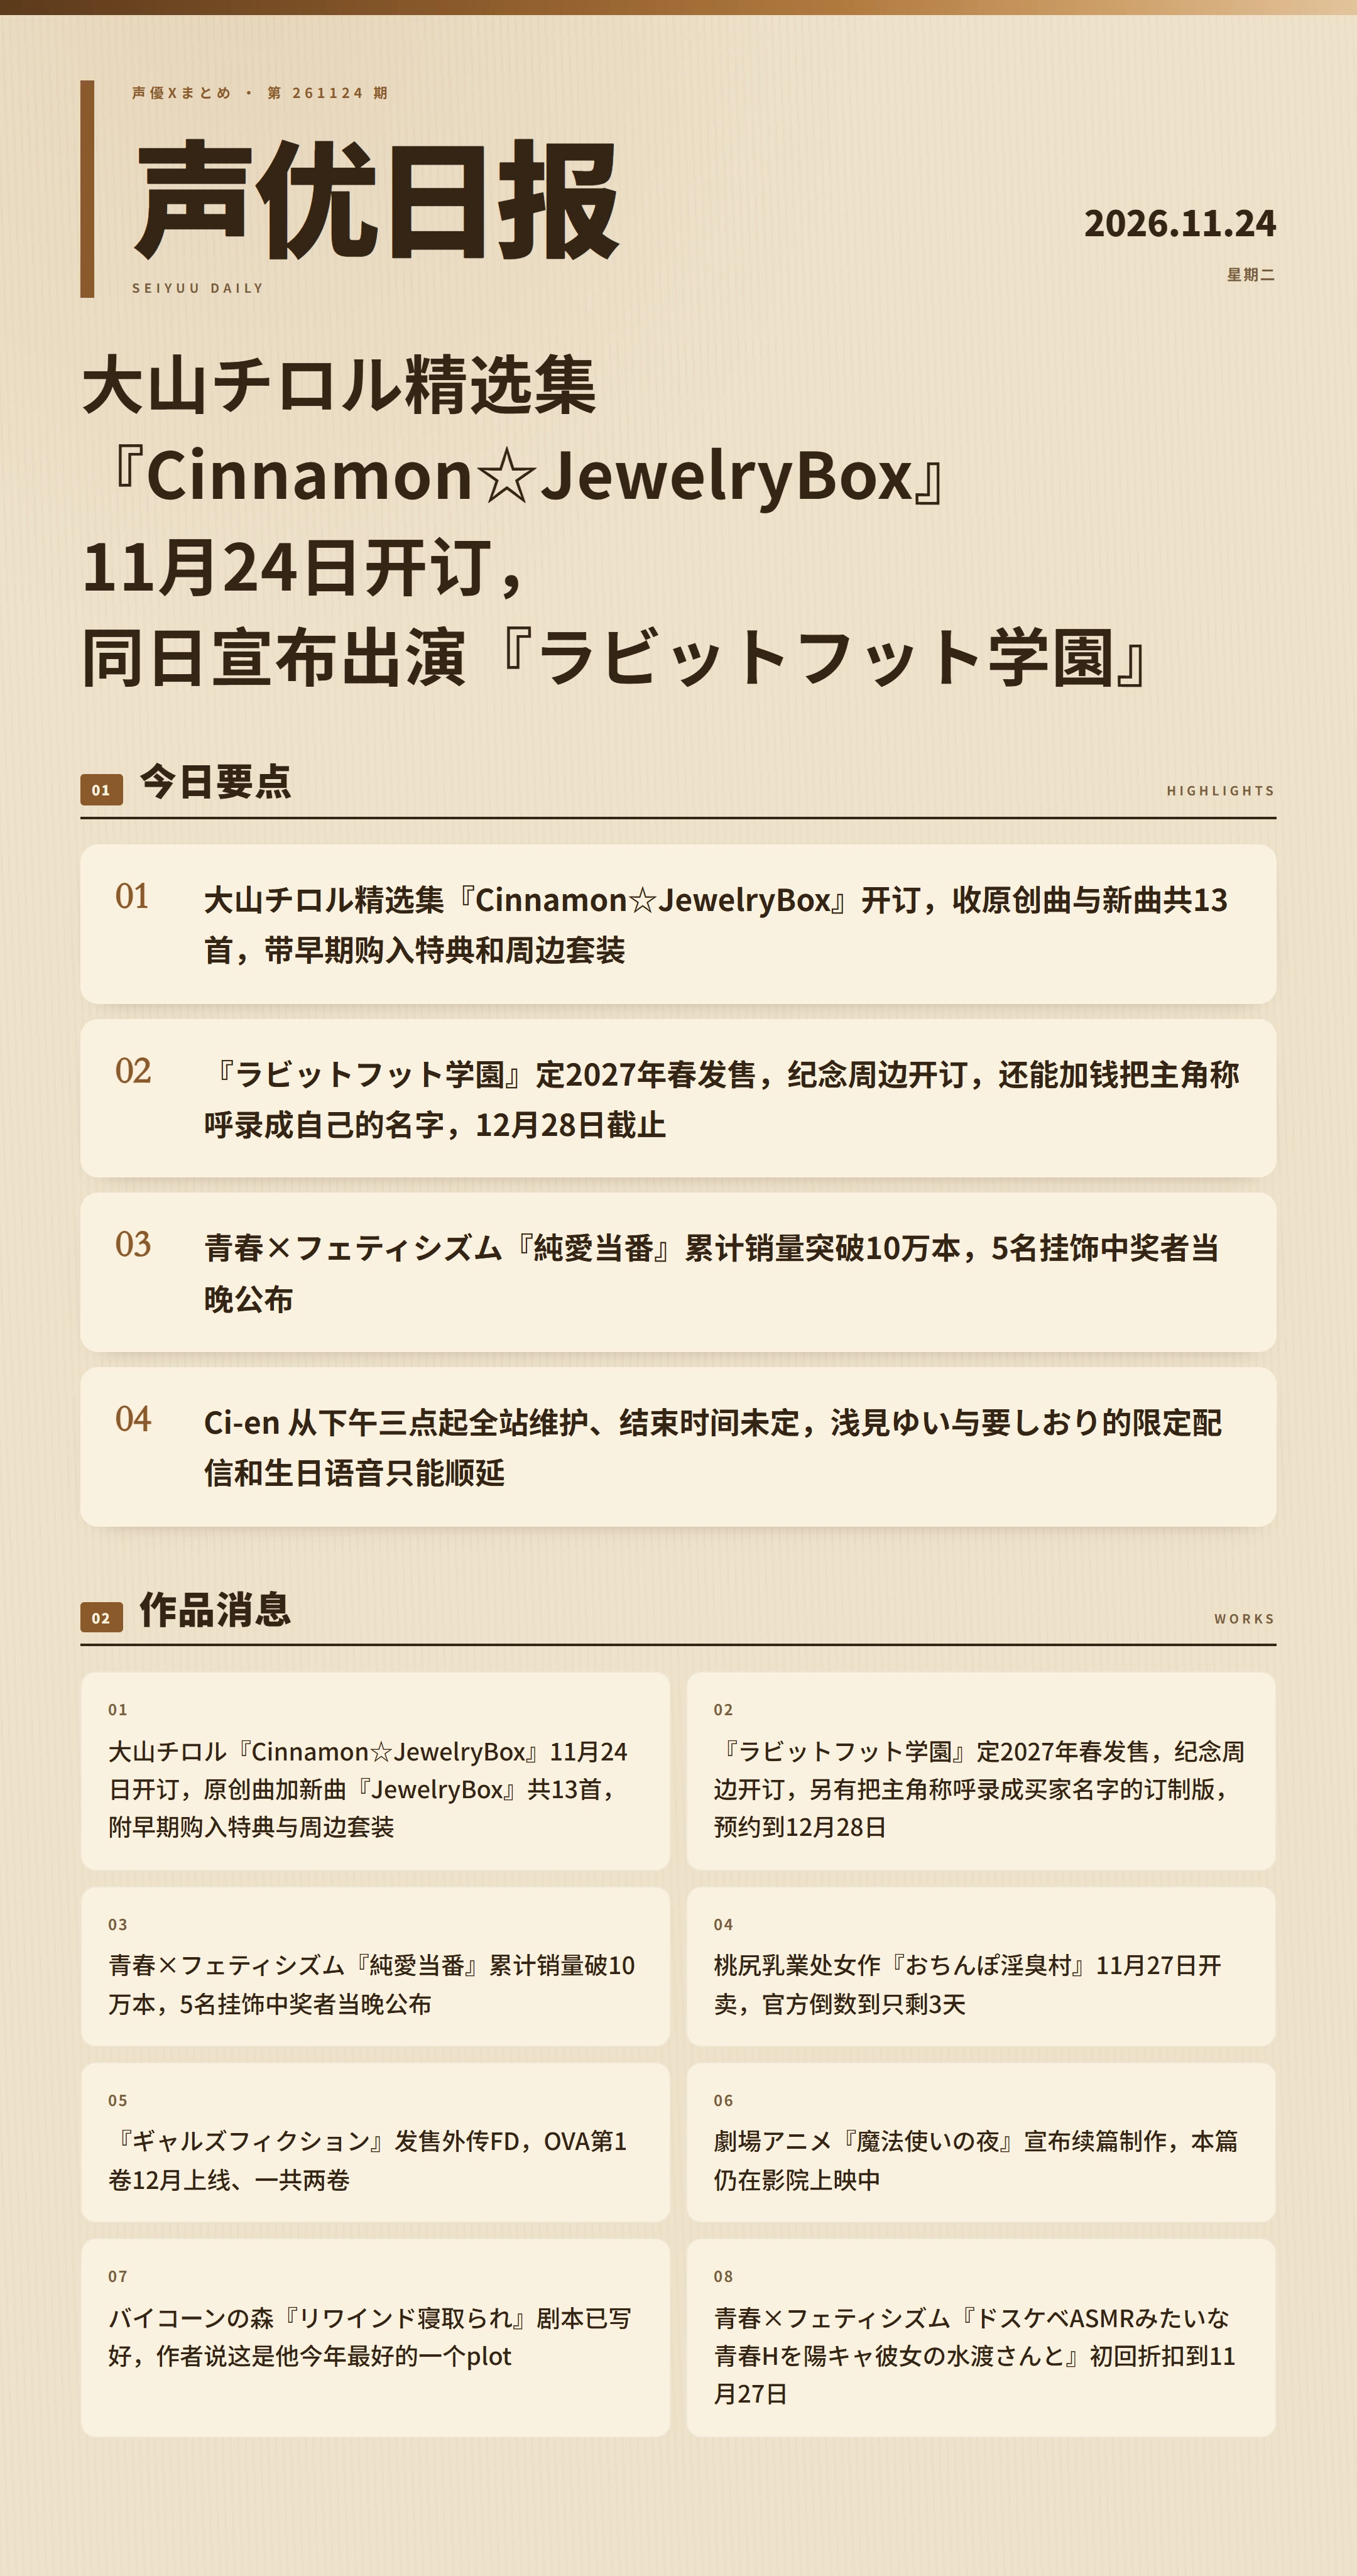 声優Xまとめ ・ 第 261124 期
声优日报
SEIYUU DAILY
2026.11.24
星期二
大山チロル精选集
『Cinnamon☆JewelryBox』
11月24日开订，
同日宣布出演『ラビットフット学園』
01 今日要点
HIGHLIGHTS
01
大山チロル精选集『Cinnamon☆JewelryBox』开订，收原创曲与新曲共13
首，带早期购入特典和周边套装
02
『ラビットフット学園』定2027年春发售，纪念周边开订，还能加钱把主角称
呼录成自己的名字，12月28日截止
03
青春×フェティシズム『純愛当番』累计销量突破10万本，5名挂饰中奖者当
晚公布
04
Ci-en 从下午三点起全站维护、结束时间未定，浅見ゆい与要しおり的限定配
信和生日语音只能顺延
02 作品消息
WORKS
01
大山チロル『Cinnamon☆JewelryBox』11月24
日开订，原创曲加新曲『JewelryBox』共13首，
附早期购入特典与周边套装
02
『ラビットフット学園』定2027年春发售，纪念周
边开订，另有把主角称呼录成买家名字的订制版，
预约到12月28日
03
青春×フェティシズム『純愛当番』累计销量破10
万本，5名挂饰中奖者当晚公布
04
桃尻乳業处女作『おちんぽ淫臭村』11月27日开
卖，官方倒数到只剩3天
05
『ギャルズフィクション』发售外传FD，OVA第1
卷12月上线、一共两卷
06
劇場アニメ『魔法使いの夜』宣布续篇制作，本篇
仍在影院上映中
07
バイコーンの森『リワインド寝取られ』剧本已写
好，作者说这是他今年最好的一个plot
08
青春×フェティシズム『ドスケベASMRみたいな
青春Hを陽キャ彼女の水渡さんと』初回折扣到11
月27日